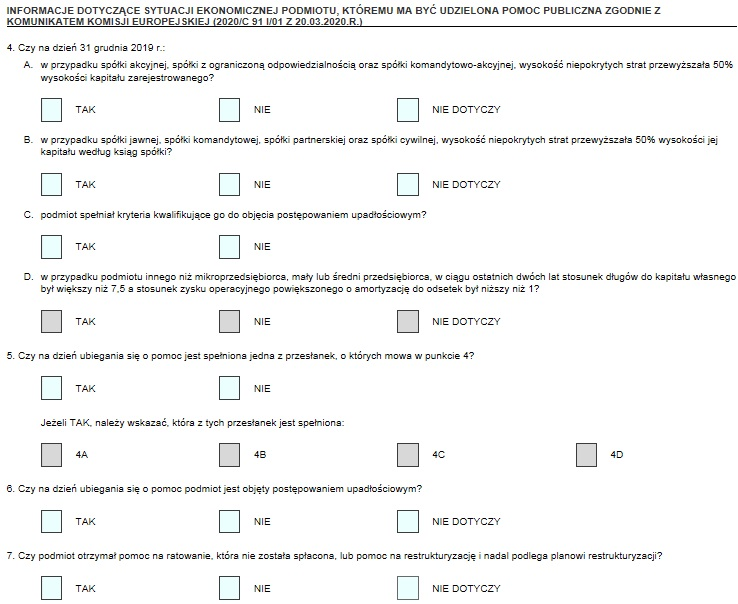 INFORMACJE DOTYCZĄCE SYTUACJI EKONOMICZNEJ PODMIOTU, KTÓREMU MA BYĆ UDZIELONA POMOC PUBLICZNA ZGODNIE Z
KOMUNIKATEM KOMISJI EUROPEJSKIEJ (2020/C 91 I/01 Z 20.03.2020.R.)
4. Czy na dzień 31 grudnia 2019 r.:
A. w przypadku spółki akcyjnej, spółki z ograniczoną odpowiedzialnością oraz spółki komandytowo-akcyjnej, wysokość niepokrytych strat przewyższała 50%
wysokości kapitału zarejestrowanego?
TAK NIE NIE DOTYCZY
B. w przypadku spółki jawnej, spółki komandytowej, spółki partnerskiej oraz spółki cywilnej, wysokość niepokrytych strat przewyższała 50% wysokości jej
kapitału według ksiąg spółki?
TAK NIE NIE DOTYCZY
C. podmiot spełniał kryteria kwalifikujące go do objęcia postępowaniem upadłościowym?
TAK NIE
D. w przypadku podmiotu innego niż mikroprzedsiębiorca, mały lub średni przedsiębiorca, w ciągu ostatnich dwóch lat stosunek długów do kapitału własnego
był większy niż 7,5 a stosunek zysku operacyjnego powiększonego o amortyzację do odsetek był niższy niż 1?
TAK NIE NIE DOTYCZY
5. Czy na dzień ubiegania się o pomoc jest spełniona jedna z przesłanek, o których mowa w punkcie 4?
TAK NIE
Jeżeli TAK, należy wskazać, która z tych przesłanek jest spełniona:
4A 4B 4C 4D
6. Czy na dzień ubiegania się o pomoc podmiot jest objęty postępowaniem upadłościowym?
TAK NIE NIE DOTYCZY
7. Czy podmiot otrzymał pomoc na ratowanie, która nie została spłacona, lub pomoc na restrukturyzację i nadal podlega planowi restrukturyzacji?
TAK NIE NIE DOTYCZY